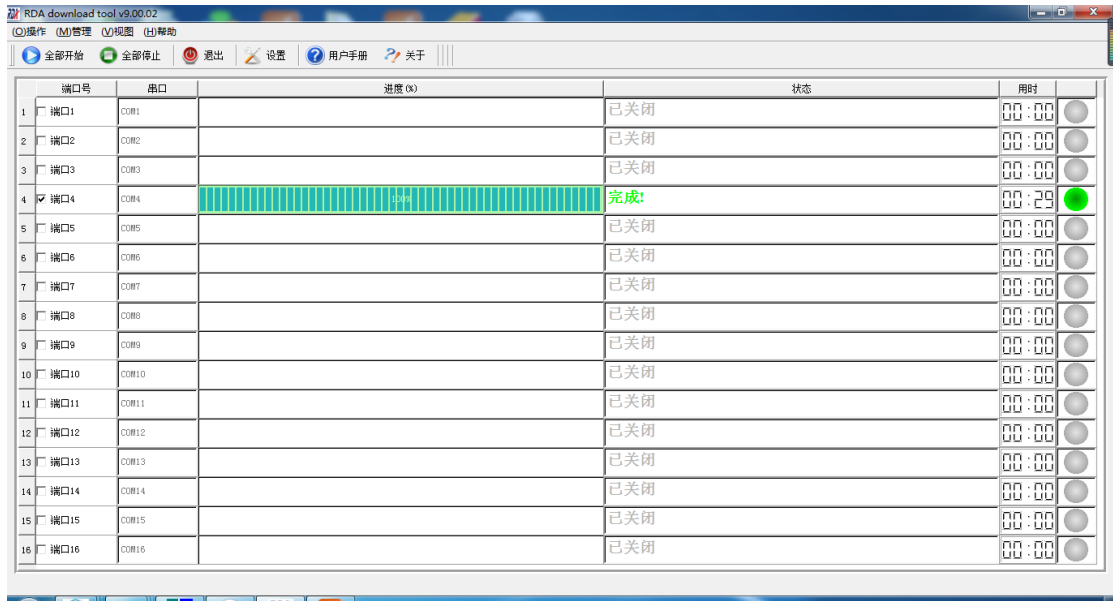 RDA download tool v9.00.02
(O)操作 (M)管理 (V)视图 (H)帮助
全部开始 全部停止 退出 设置 用户手册 关于
端口号 串口 进度(%) 状态 用时
1 端口1 COM1 已关闭 00:00
2 端口2 COM2 已关闭 00:00
3 端口3 COM3 已关闭 00:00
4 端口4 COM4 100% 完成! 00:29
5 端口5 COM5 已关闭 00:00
6 端口6 COM6 已关闭 00:00
7 端口7 COM7 已关闭 00:00
8 端口8 COM8 已关闭 00:00
9 端口9 COM9 已关闭 00:00
10 端口10 COM10 已关闭 00:00
11 端口11 COM11 已关闭 00:00
12 端口12 COM12 已关闭 00:00
13 端口13 COM13 已关闭 00:00
14 端口14 COM14 已关闭 00:00
15 端口15 COM15 已关闭 00:00
16 端口16 COM16 已关闭 00:00